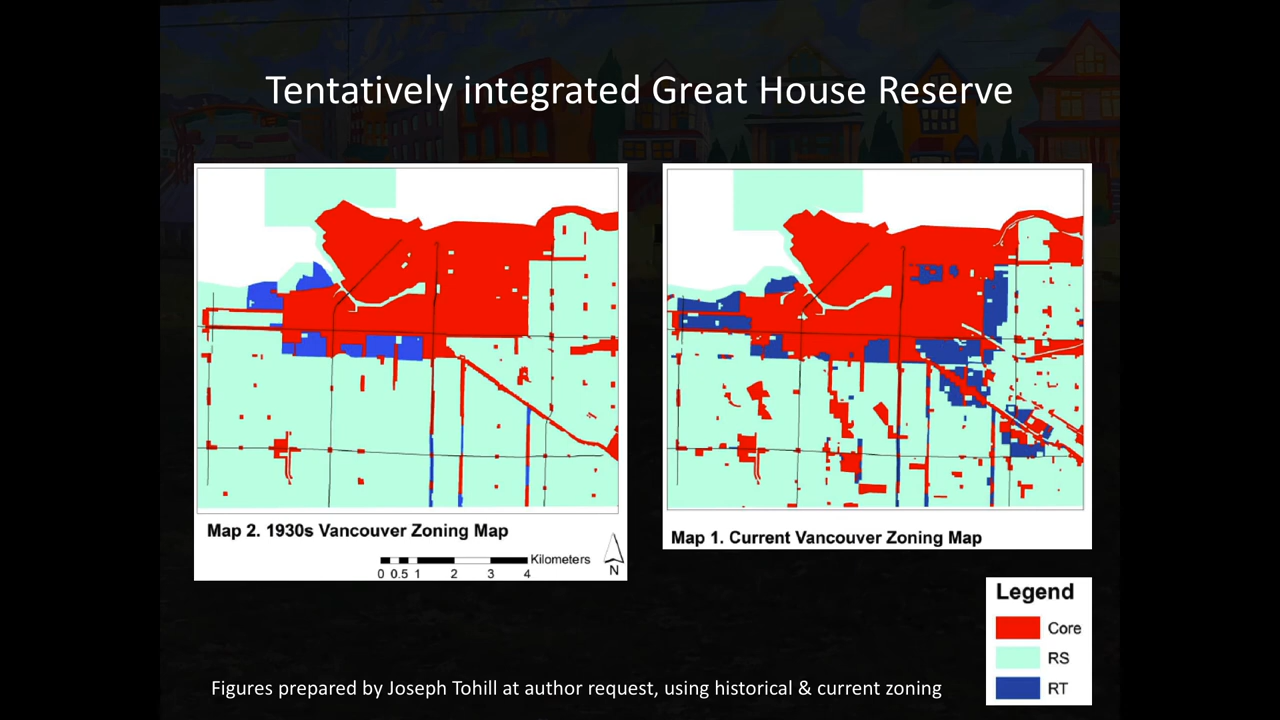 Tentatively integrated Great House Reserve
Map 2. 1930s Vancouver Zoning Map
Kilometers
0 0.5 1 2 3 4
N
Map 1. Current Vancouver Zoning Map
Legend
Core
RS
RT
Figures prepared by Joseph Tohill at author request, using historical & current zoning